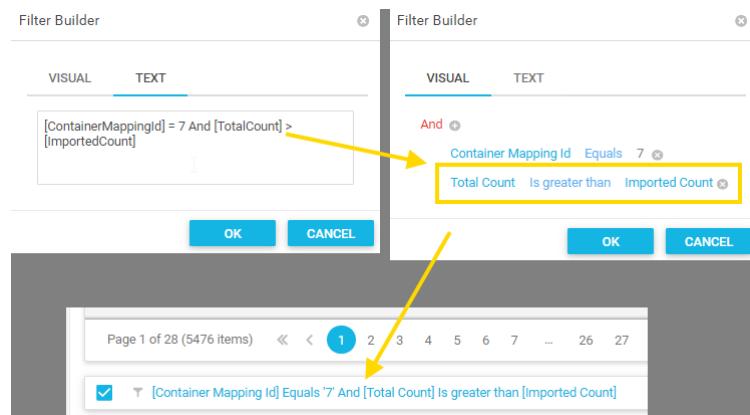 Filter Builder
VISUAL TEXT
[ContainerMappingId] = 7 And [TotalCount] >
[ImportedCount]
OK CANCEL
Filter Builder
VISUAL TEXT
And
Container Mapping Id Equals 7
Total Count Is greater than Imported Count
OK CANCEL
Page 1 of 28 (5476 items) 1 2 3 4 5 6 7 ... 26 27
[Container Mapping Id] Equals '7' And [Total Count] Is greater than [Imported Count]